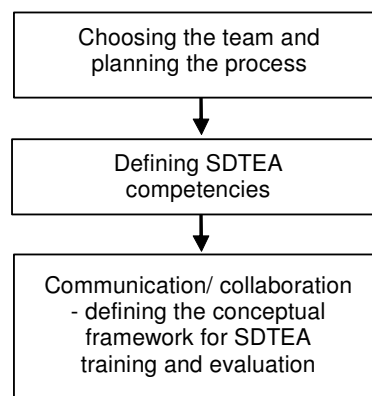 Choosing the team and
planning the process
Defining SDTEA
competencies
Communication/ collaboration
- defining the conceptual
framework for SDTEA
training and evaluation